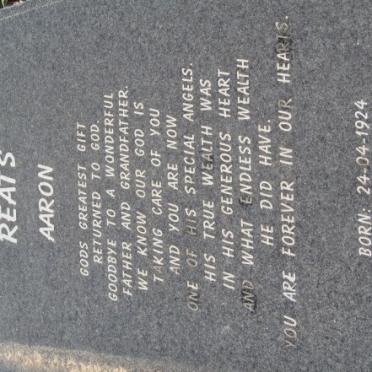 REATS
AARON
GODS GREATEST GIFT
RETURNED TO GOD.
GOODBYE TO A WONDERFUL
FATHER AND GRANDFATHER.
WE KNOW OUR GOD IS
TAKING CARE OF YOU
AND YOU ARE NOW
ONE OF HIS SPECIAL ANGELS.
HIS TRUE WEALTH WAS
IN HIS GENEROUS HEART
AND WHAT ENDLESS WEALTH
HE DID HAVE.
YOU ARE FOREVER IN OUR HEARTS.
BORN: 24-04-1924